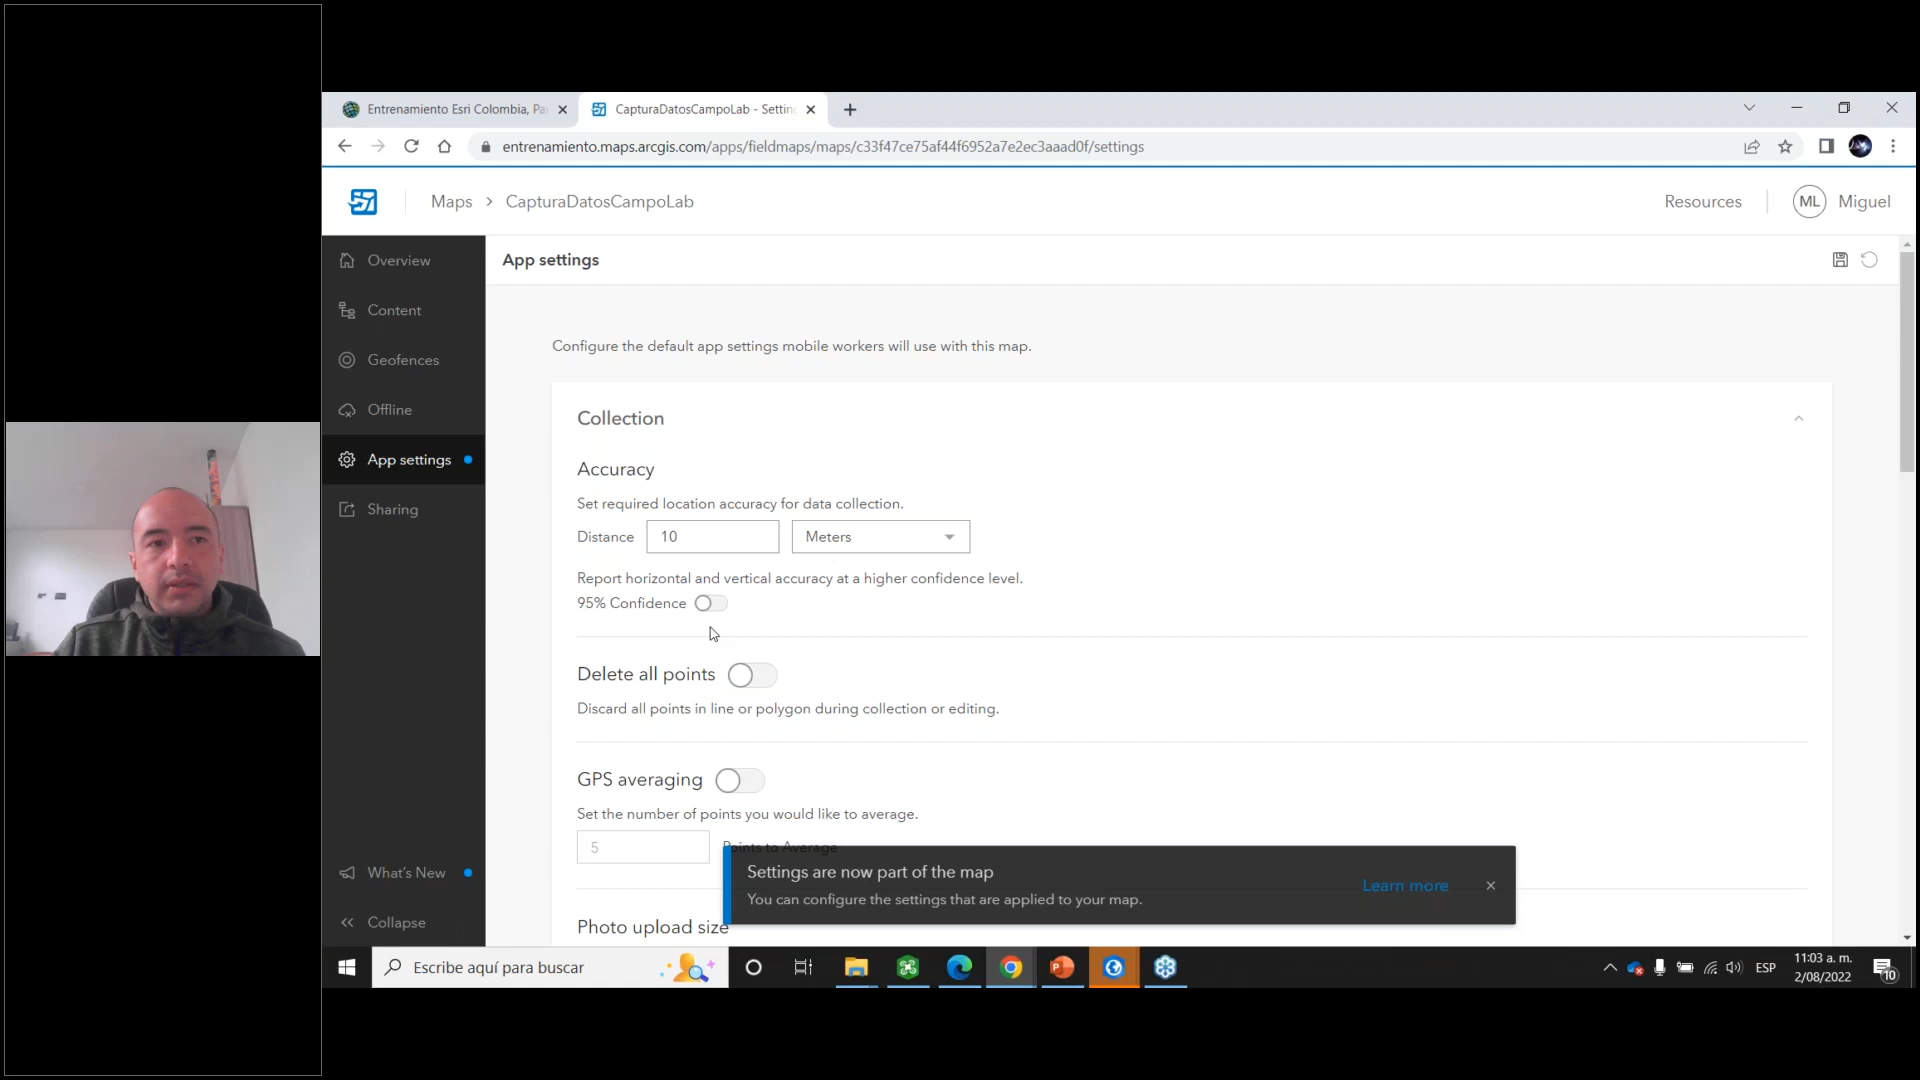 Entrenamiento Esri Colombia, Pa
CapturaDatosCampoLab - Settin
entrenamiento.maps.arcgis.com/apps/fieldmaps/maps/c33f47ce75af44f6952a7e2ec3aaad0f/settings
Maps > CapturaDatosCampoLab
Resources
ML Miguel
Overview
Content
Geofences
Offline
App settings
Sharing
What's New
Collapse
App settings
Configure the default app settings mobile workers will use with this map.
Collection
Accuracy
Set required location accuracy for data collection.
Distance 10 Meters
Report horizontal and vertical accuracy at a higher confidence level.
95% Confidence
Delete all points
Discard all points in line or polygon during collection or editing.
GPS averaging
Set the number of points you would like to average.
5 Points to Average
Settings are now part of the map
You can configure the settings that are applied to your map.
Learn more
Photo upload size
Escribe aquí para buscar
ESP
11:03 a. m.
2/08/2022
10